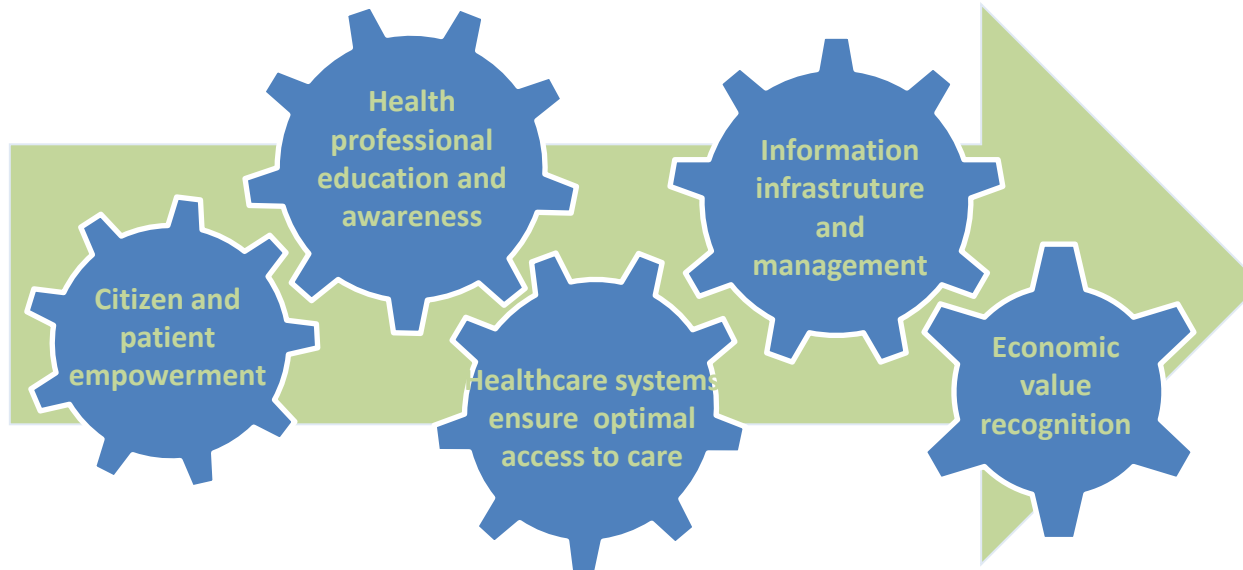 Health
professional
education and
awareness
Information
infrastruture
and
management
Citizen and
patient
empowerment
Healthcare systems
ensure  optimal
access to care
Economic
value
recognition